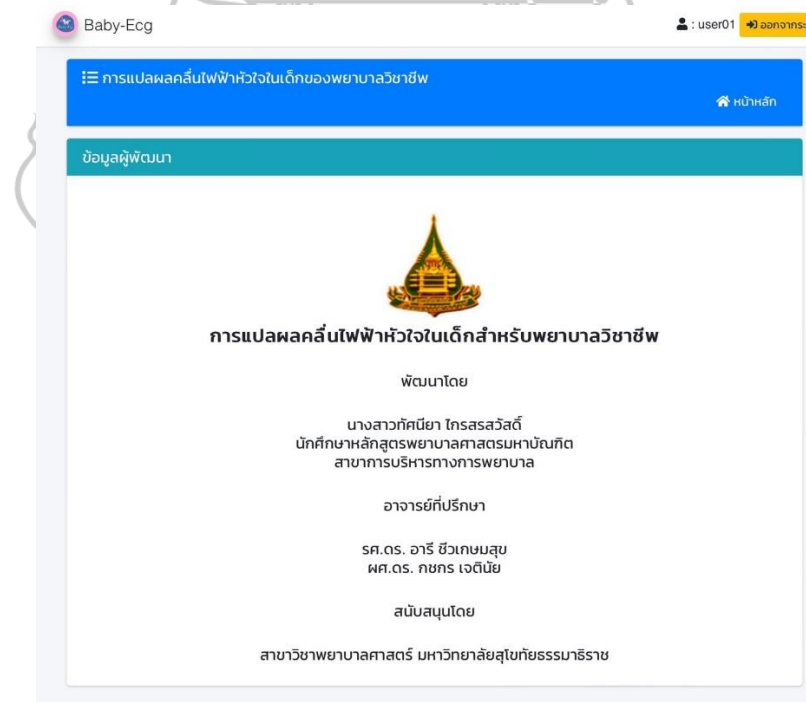 Baby-Ecg
: user01
ออกจากระ
การแปลผลคลื่นไฟฟ้าหัวใจในเด็กของพยาบาลวิชาชีพ
หน้าหลัก
ข้อมูลผู้พัฒนา
การแปลผลคลื่นไฟฟ้าหัวใจในเด็กสำหรับพยาบาลวิชาชีพ
พัฒนาโดย
นางสาวทัศนียา ไกรสรสวัสดิ์
นักศึกษาหลักสูตรพยาบาลศาสตรมหาบัณฑิต
สาขาการบริหารทางการพยาบาล
อาจารย์ที่ปรึกษา
รศ.ดร. อารี ชีวเกษมสุข
ผศ.ดร. กชกร เจตินัย
สนับสนุนโดย
สาขาวิชาพยาบาลศาสตร์ มหาวิทยาลัยสุโขทัยธรรมาธิราช